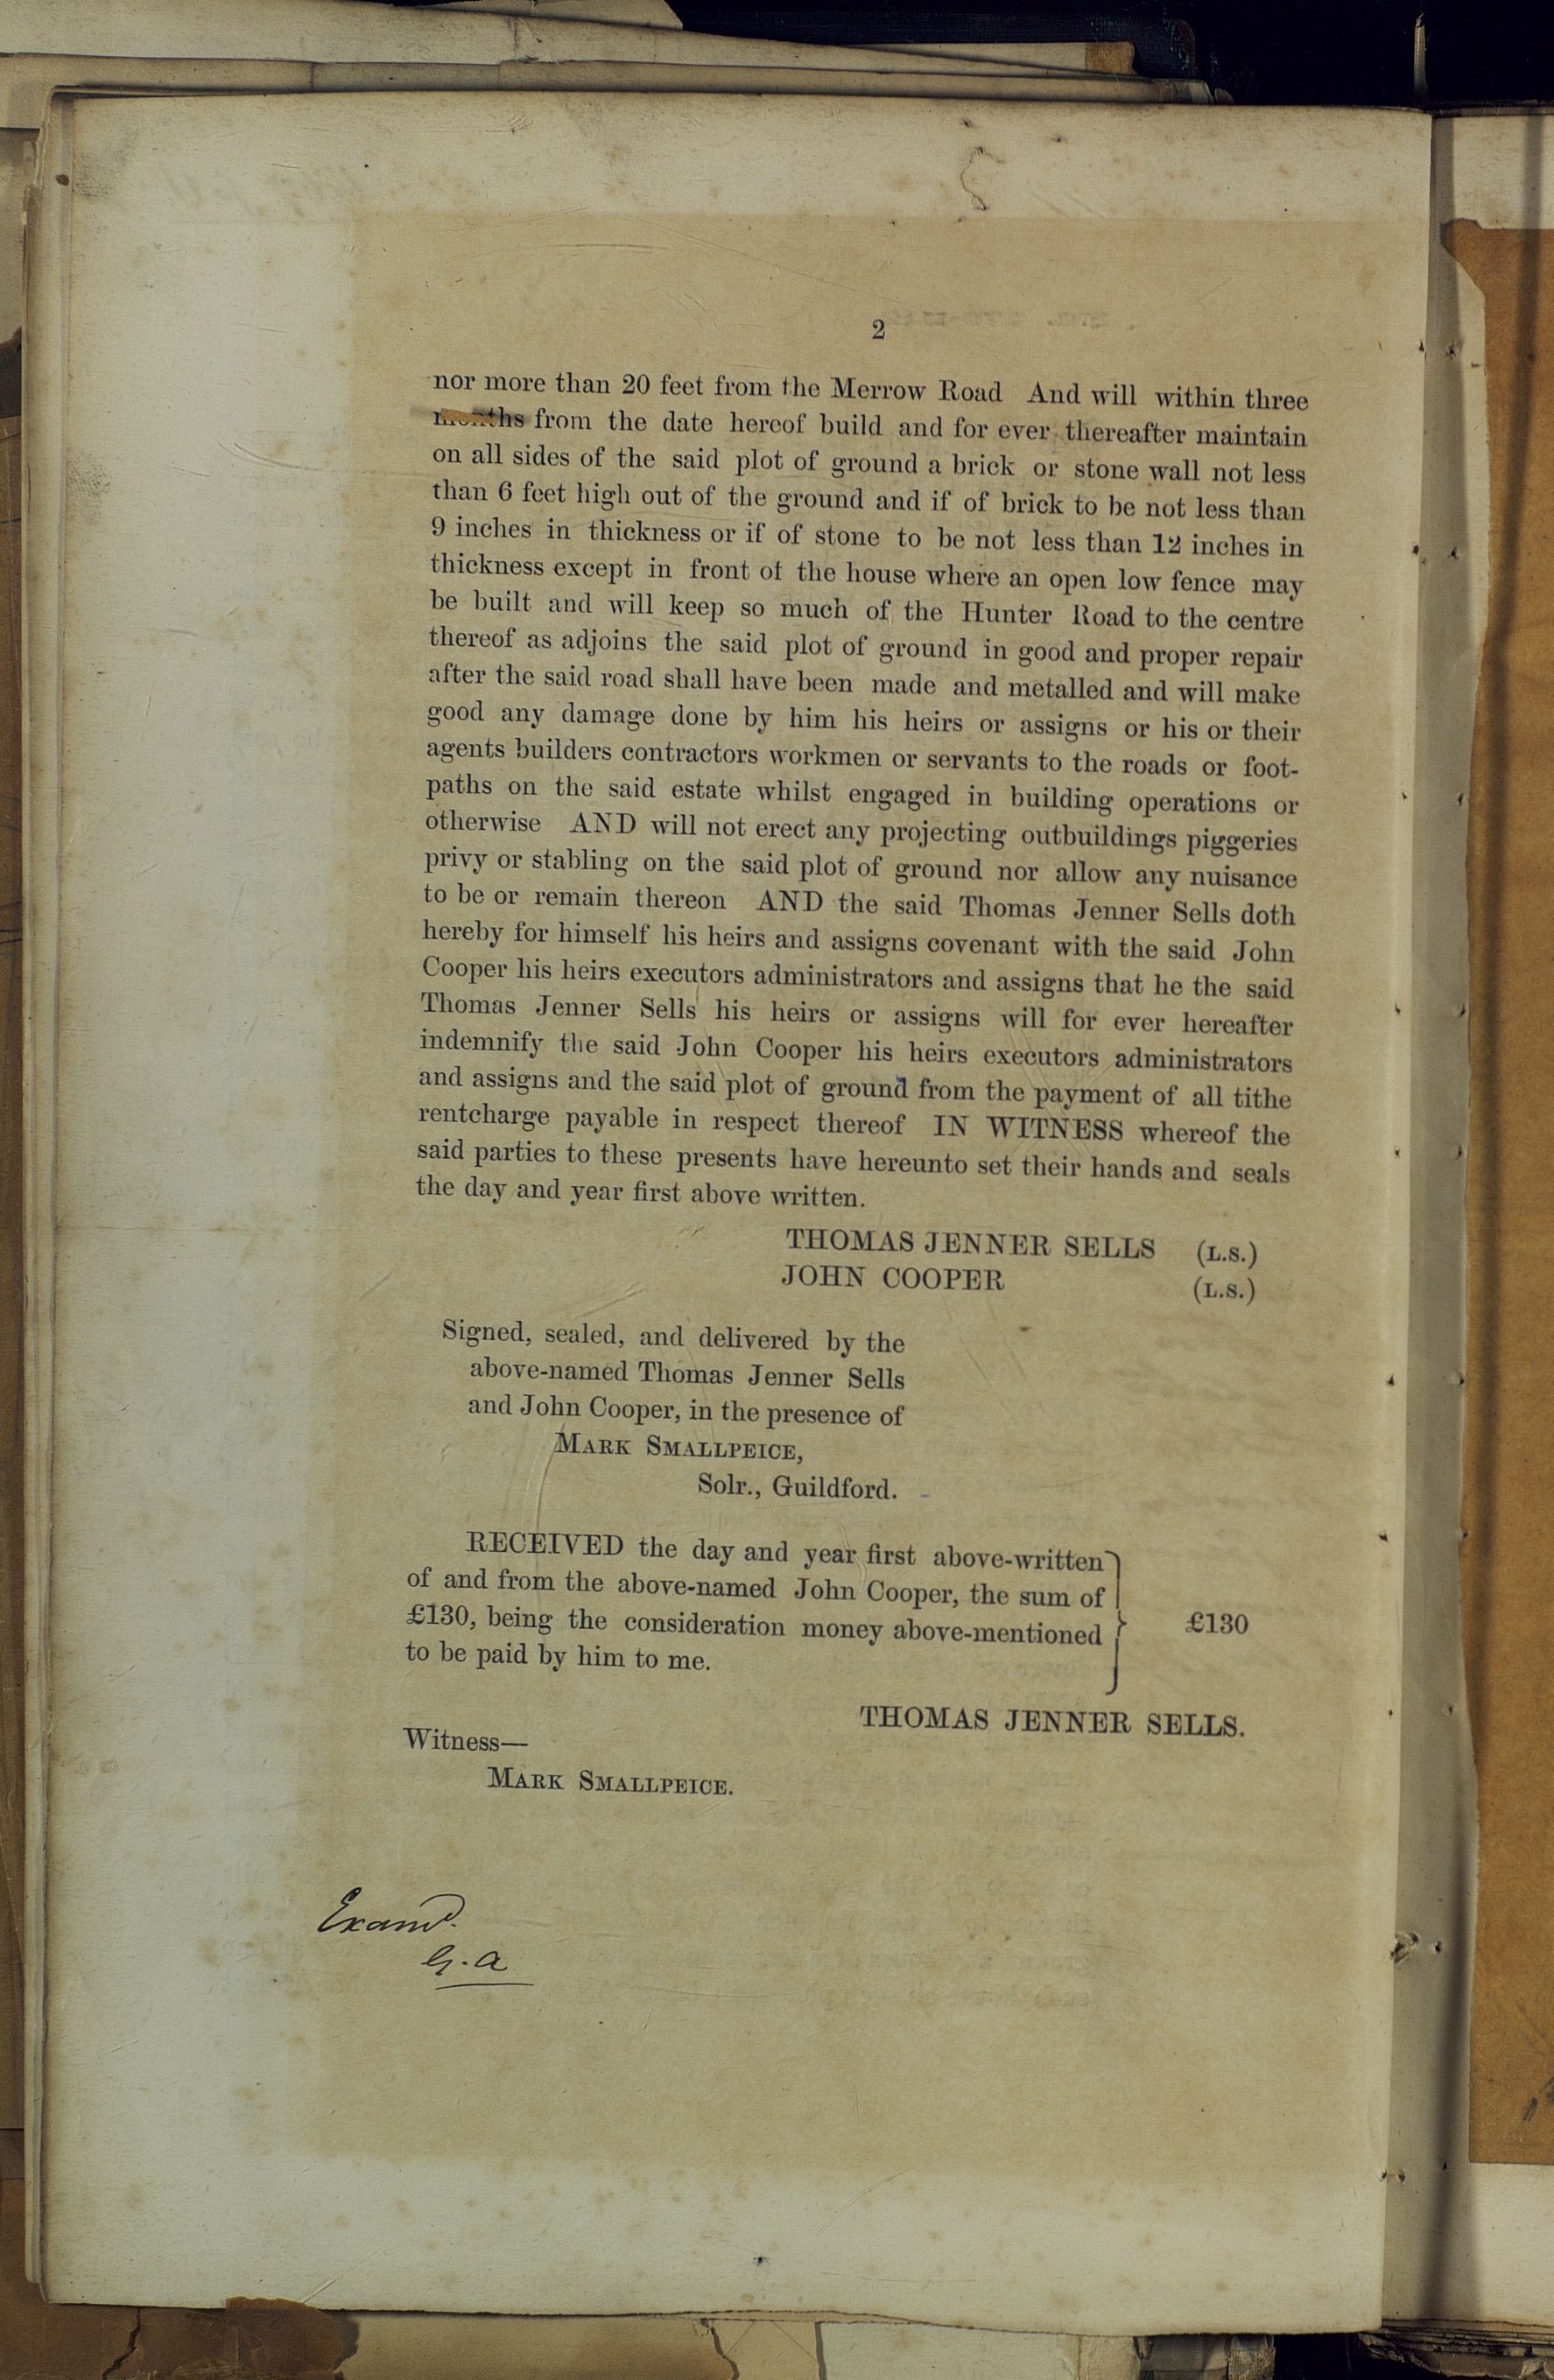 2
nor more than 20 feet from the Merrow Road And will within three
months from the date hereof build and for ever thereafter maintain
on all sides of the said plot of ground a brick or stone wall not less
than 6 feet high out of the ground and if of brick to be not less than
9 inches in thickness or if of stone to be not less than 12 inches in
thickness except in front of the house where an open low fence may
be built and will keep so much of the Hunter Road to the centre
thereof as adjoins the said plot of ground in good and proper repair
after the said road shall have been made and metalled and will make
good any damage done by him his heirs or assigns or his or their
agents builders contractors workmen or servants to the roads or foot-
paths on the said estate whilst engaged in building operations or
otherwise AND will not erect any projecting outbuildings piggeries
privy or stabling on the said plot of ground nor allow any nuisance
to be or remain thereon AND the said Thomas Jenner Sells doth
hereby for himself his heirs and assigns covenant with the said John
Cooper his heirs executors administrators and assigns that he the said
Thomas Jenner Sells his heirs or assigns will for ever hereafter
indemnify the said John Cooper his heirs executors administrators
and assigns and the said plot of ground from the payment of all tithe
rentcharge payable in respect thereof IN WITNESS whereof the
said parties to these presents have hereunto set their hands and seals
the day and year first above written.
THOMAS JENNER SELLS (L.S.)
JOHN COOPER (L.S.)
Signed, sealed, and delivered by the
above-named Thomas Jenner Sells
and John Cooper, in the presence of
MARK SMALLPEICE,
Solr., Guildford.
RECEIVED the day and year first above-written
of and from the above-named John Cooper, the sum of
£130, being the consideration money above-mentioned £130
to be paid by him to me.
THOMAS JENNER SELLS.
Witness—
MARK SMALLPEICE.
Examd.
G.A